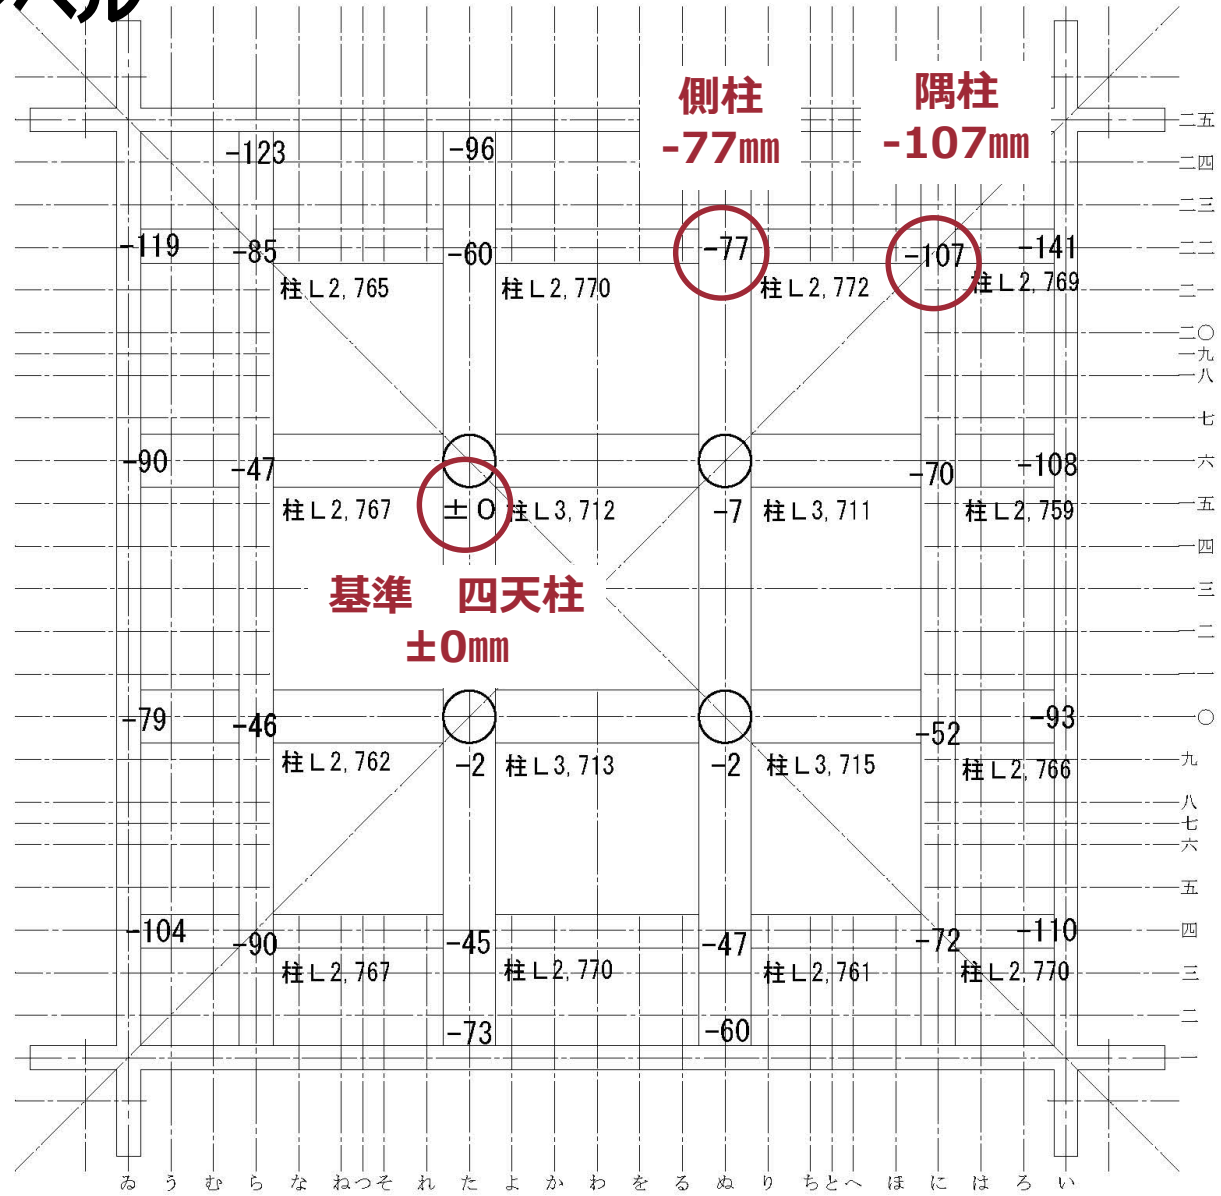 ベル
側柱
-77㎜
隅柱
-107㎜
-123
-96
-119
-85
-60
-77
-107
-141
柱L2,765
柱L2,770
柱L2,772
柱L2,769
-90
-47
-70
-108
柱L2,767
±0
柱L3,712
-7
柱L3,711
柱L2,759
基準 四天柱
±0㎜
-79
-46
-52
-93
柱L2,762
-2
柱L3,713
-2
柱L3,715
柱L2,766
-104
-90
-45
-47
-72
-110
柱L2,767
柱L2,770
柱L2,761
柱L2,770
-73
-60
二五
二四
二三
二二
二一
二〇
一九
一八
一七
一六
一五
一四
一三
一二
一一
一〇
九
八
七
六
五
四
三
二
一
ゐ う む ら な ね つ そ れ た よ か わ を る ぬ り ち と へ ほ に は ろ い